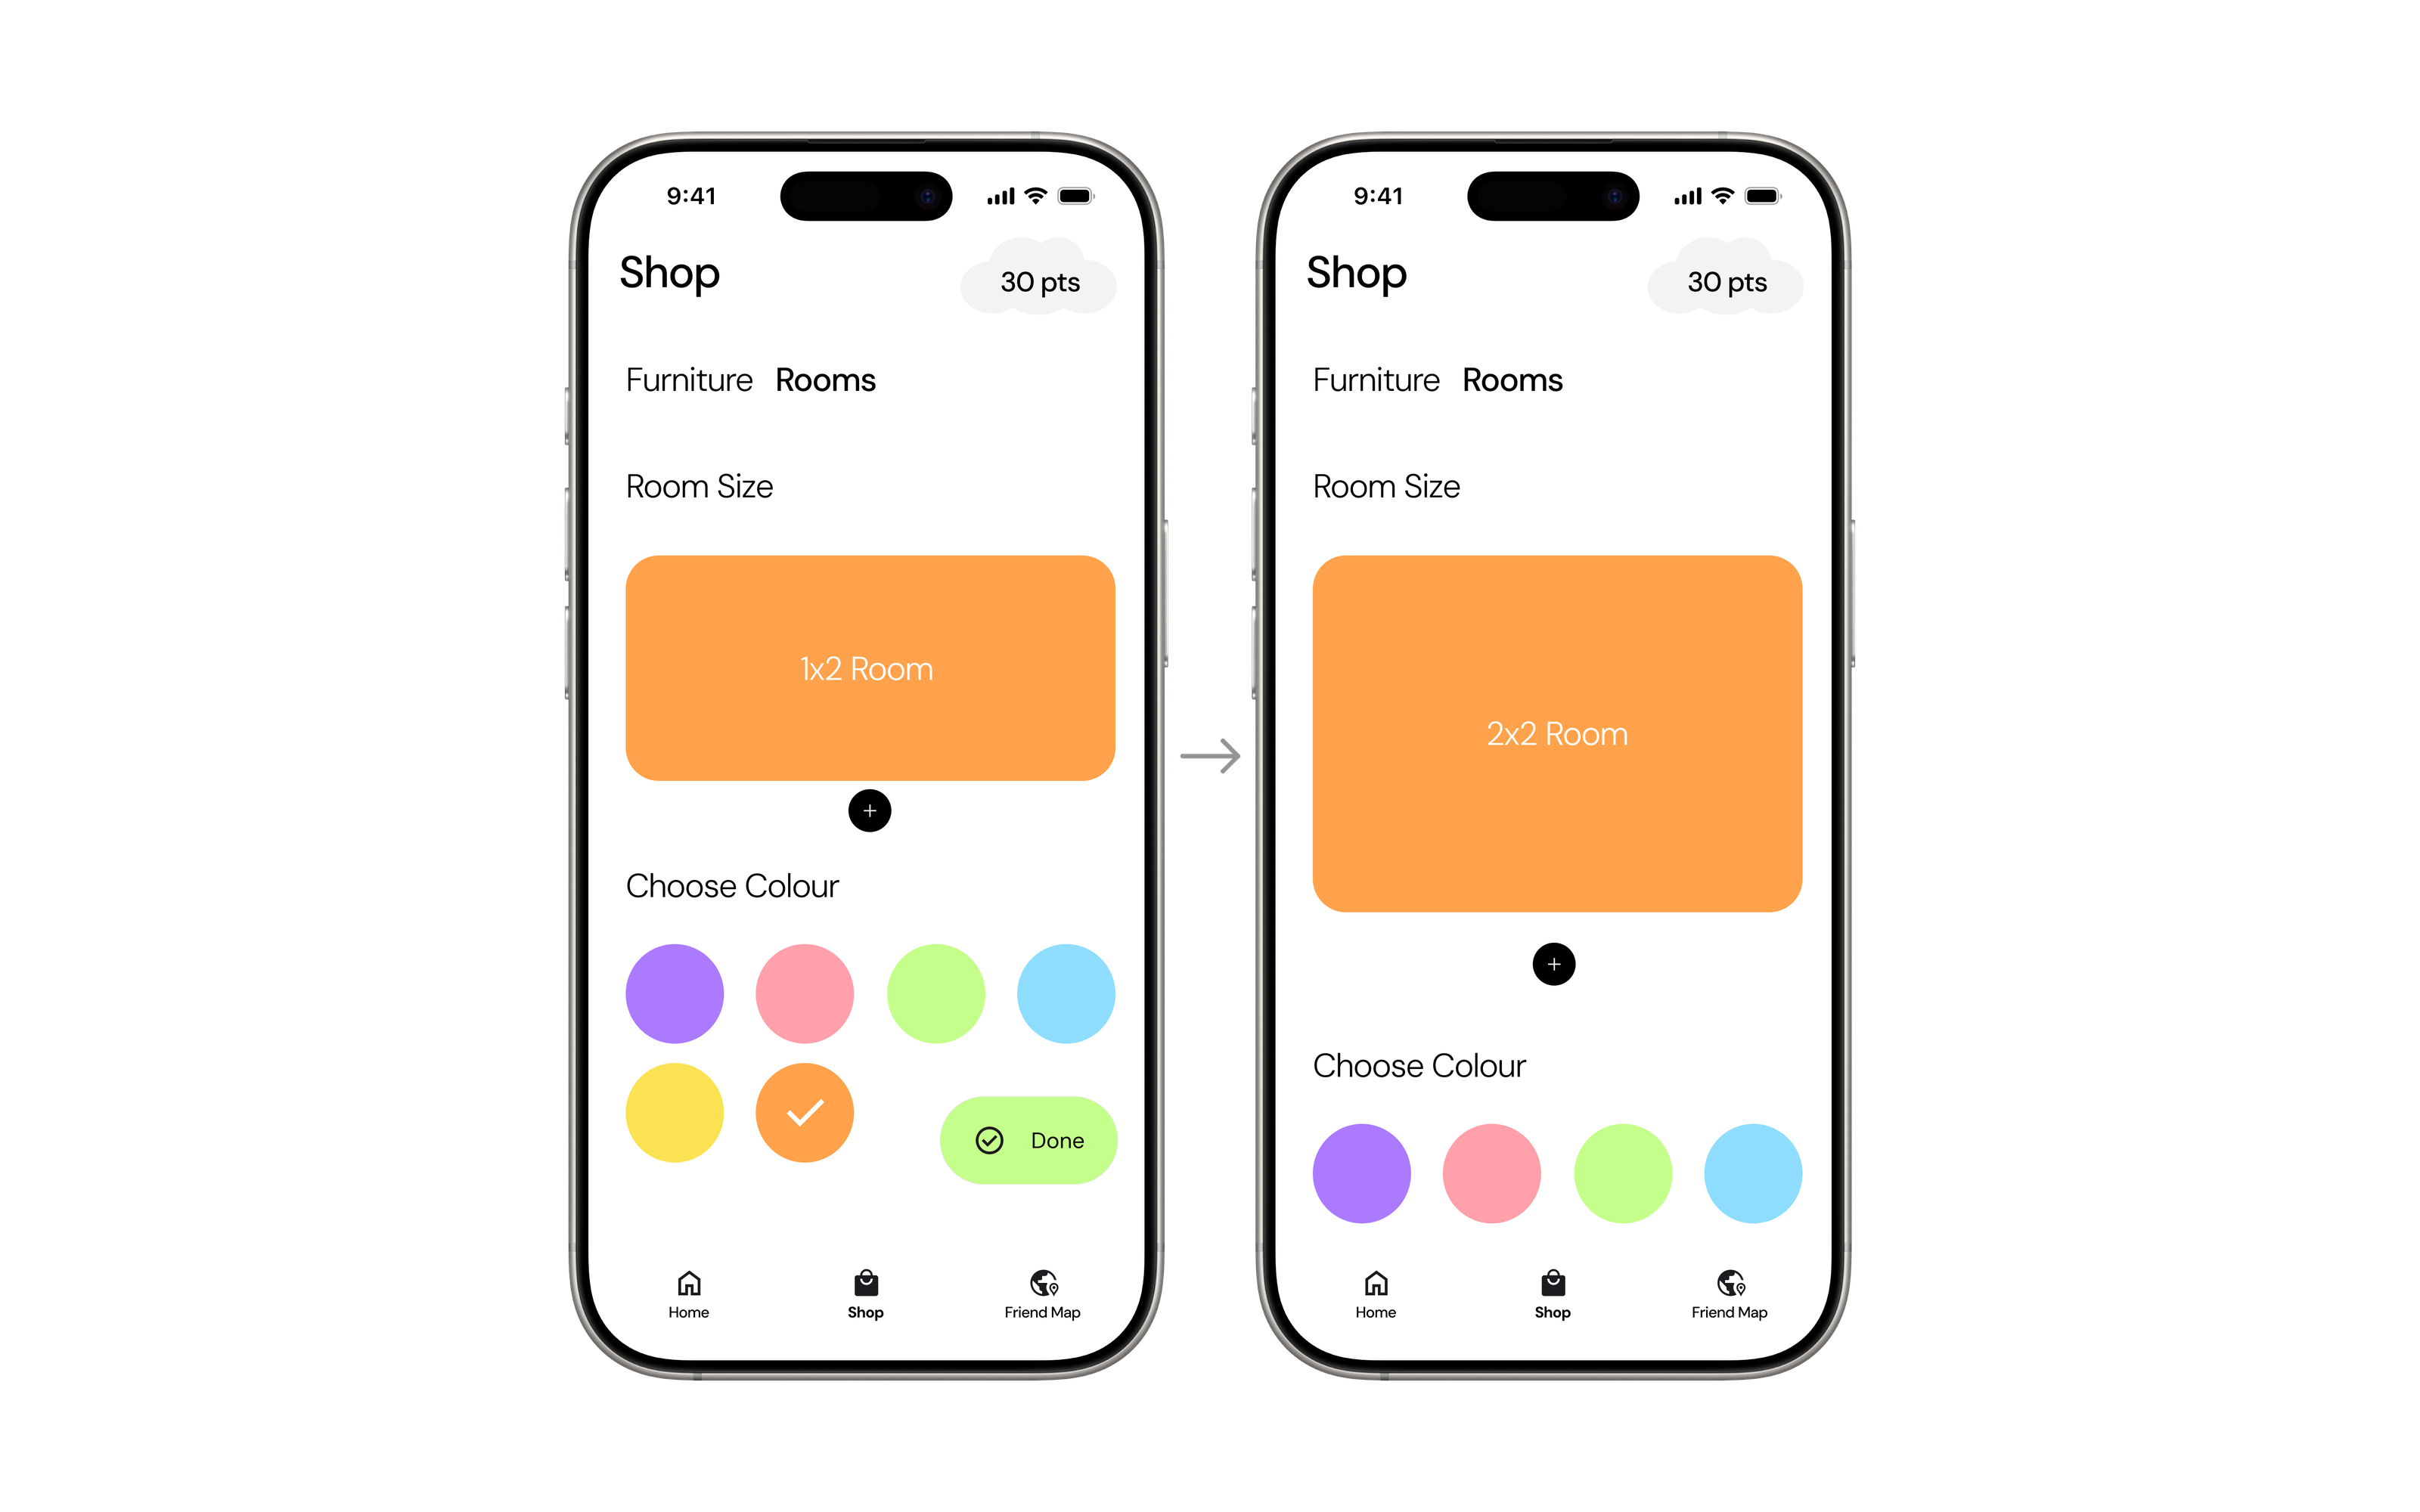 9:41
Shop
30 pts
Furniture Rooms
Room Size
1x2 Room
+
Choose Colour
Done
Home Shop Friend Map
9:41
Shop
30 pts
Furniture Rooms
Room Size
2x2 Room
+
Choose Colour
Home Shop Friend Map